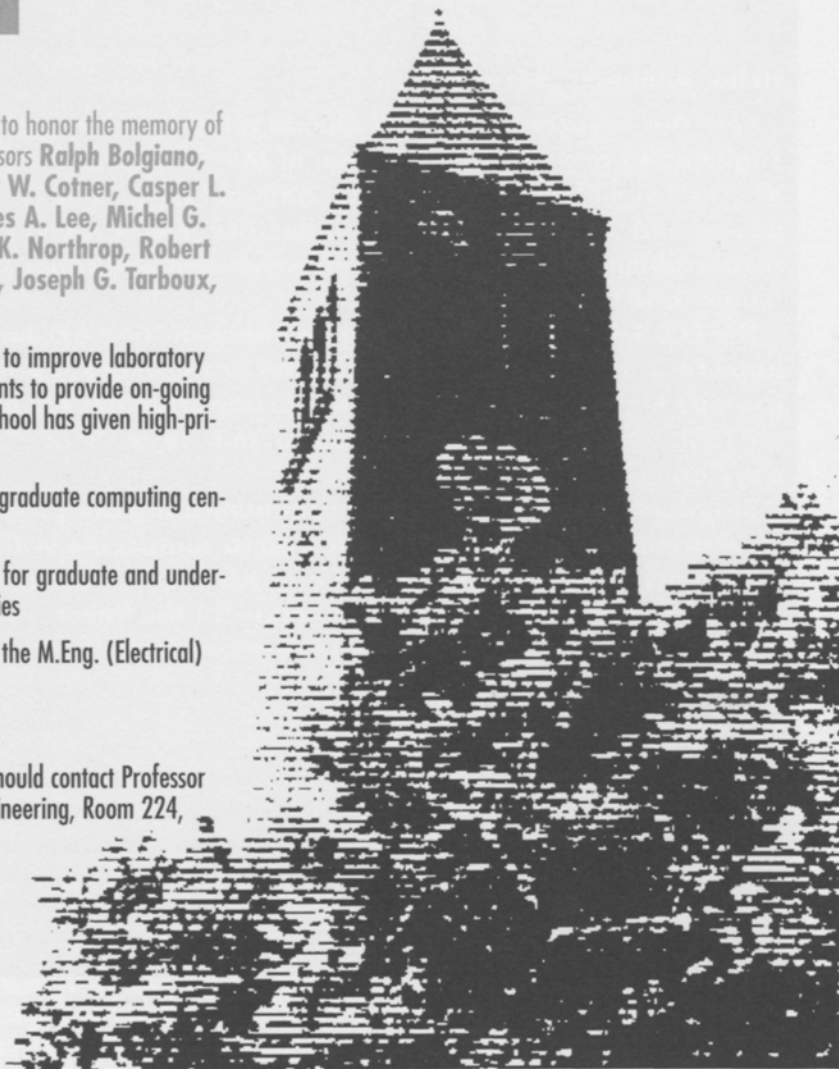 to honor the memory of
sors Ralph Bolgiano,
W. Cotner, Casper L.
es A. Lee, Michel G.
K. Northrop, Robert
, Joseph G. Tarboux,
to improve laboratory
nts to provide on-going
chool has given high-pri-
graduate computing cen-
for graduate and under-
ies
the M.Eng. (Electrical)
hould contact Professor
ineering, Room 224,